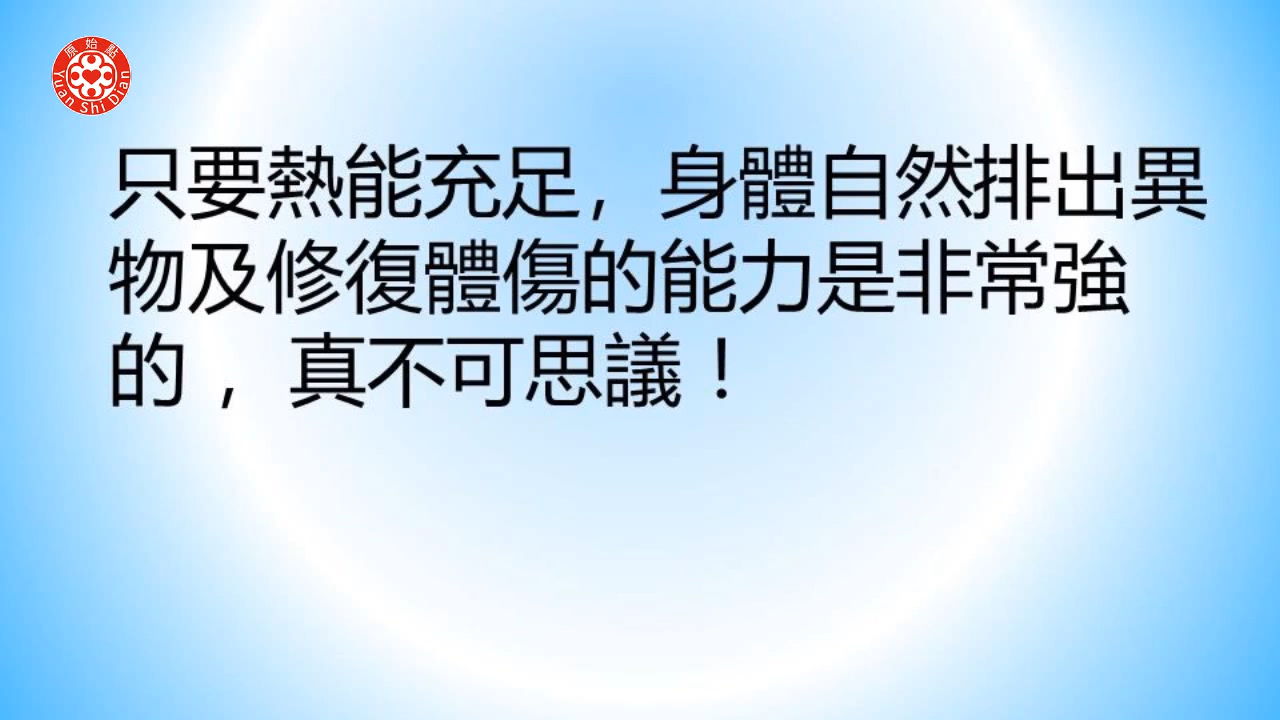 原始點
Yuan Shi Dian
只要熱能充足，身體自然排出異
物及修復體傷的能力是非常強
的，真不可思議！